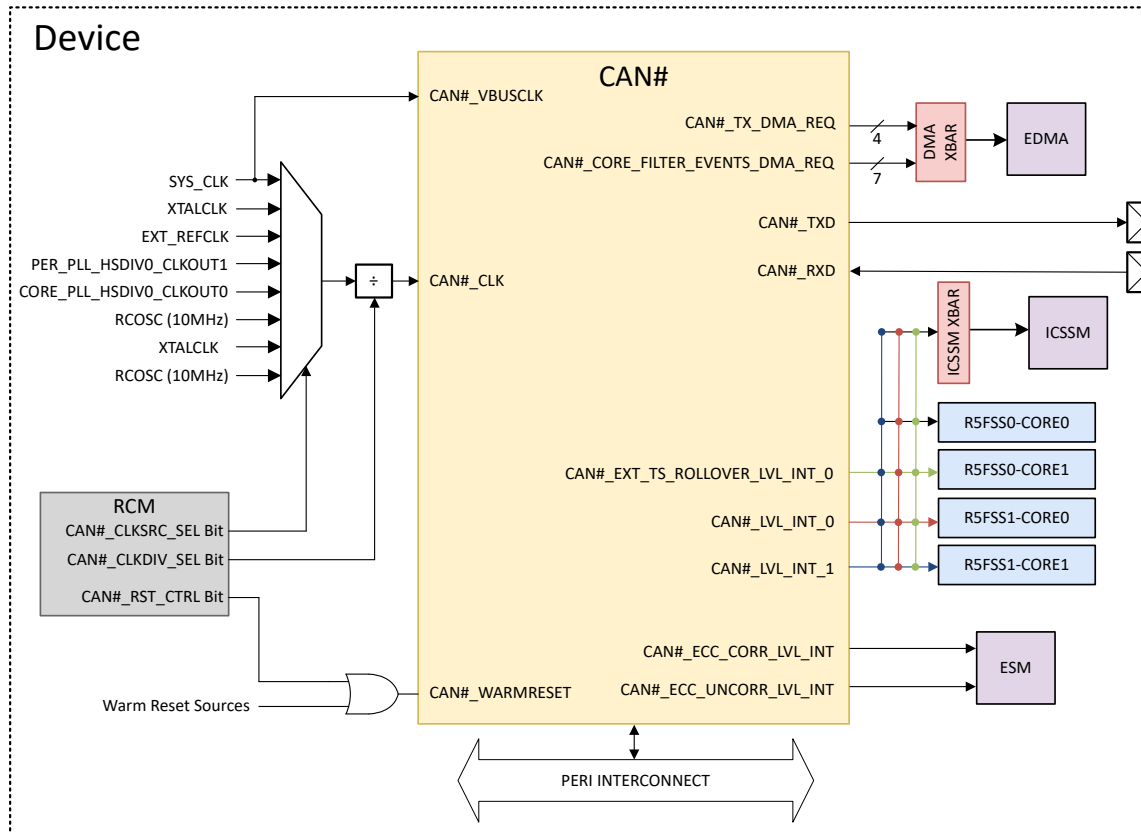 Device
CAN#
CAN#_VBUSCLK
CAN#_TX_DMA_REQ
4
DMA
XBAR
EDMA
CAN#_CORE_FILTER_EVENTS_DMA_REQ
7
SYS_CLK
XTALCLK
EXT_REFCLK
PER_PLL_HSDIV0_CLKOUT1
CORE_PLL_HSDIV0_CLKOUT0
RCOSC (10MHz)
XTALCLK
RCOSC (10MHz)
÷
CAN#_CLK
CAN#_TXD
CAN#_RXD
ICSSM XBAR
ICSSM
R5FSS0-CORE0
CAN#_EXT_TS_ROLLOVER_LVL_INT_0
R5FSS0-CORE1
CAN#_LVL_INT_0
R5FSS1-CORE0
CAN#_LVL_INT_1
R5FSS1-CORE1
RCM
CAN#_CLKSRC_SEL Bit
CAN#_CLKDIV_SEL Bit
CAN#_RST_CTRL Bit
CAN#_ECC_CORR_LVL_INT
CAN#_ECC_UNCORR_LVL_INT
ESM
CAN#_WARMRESET
Warm Reset Sources
PERI INTERCONNECT